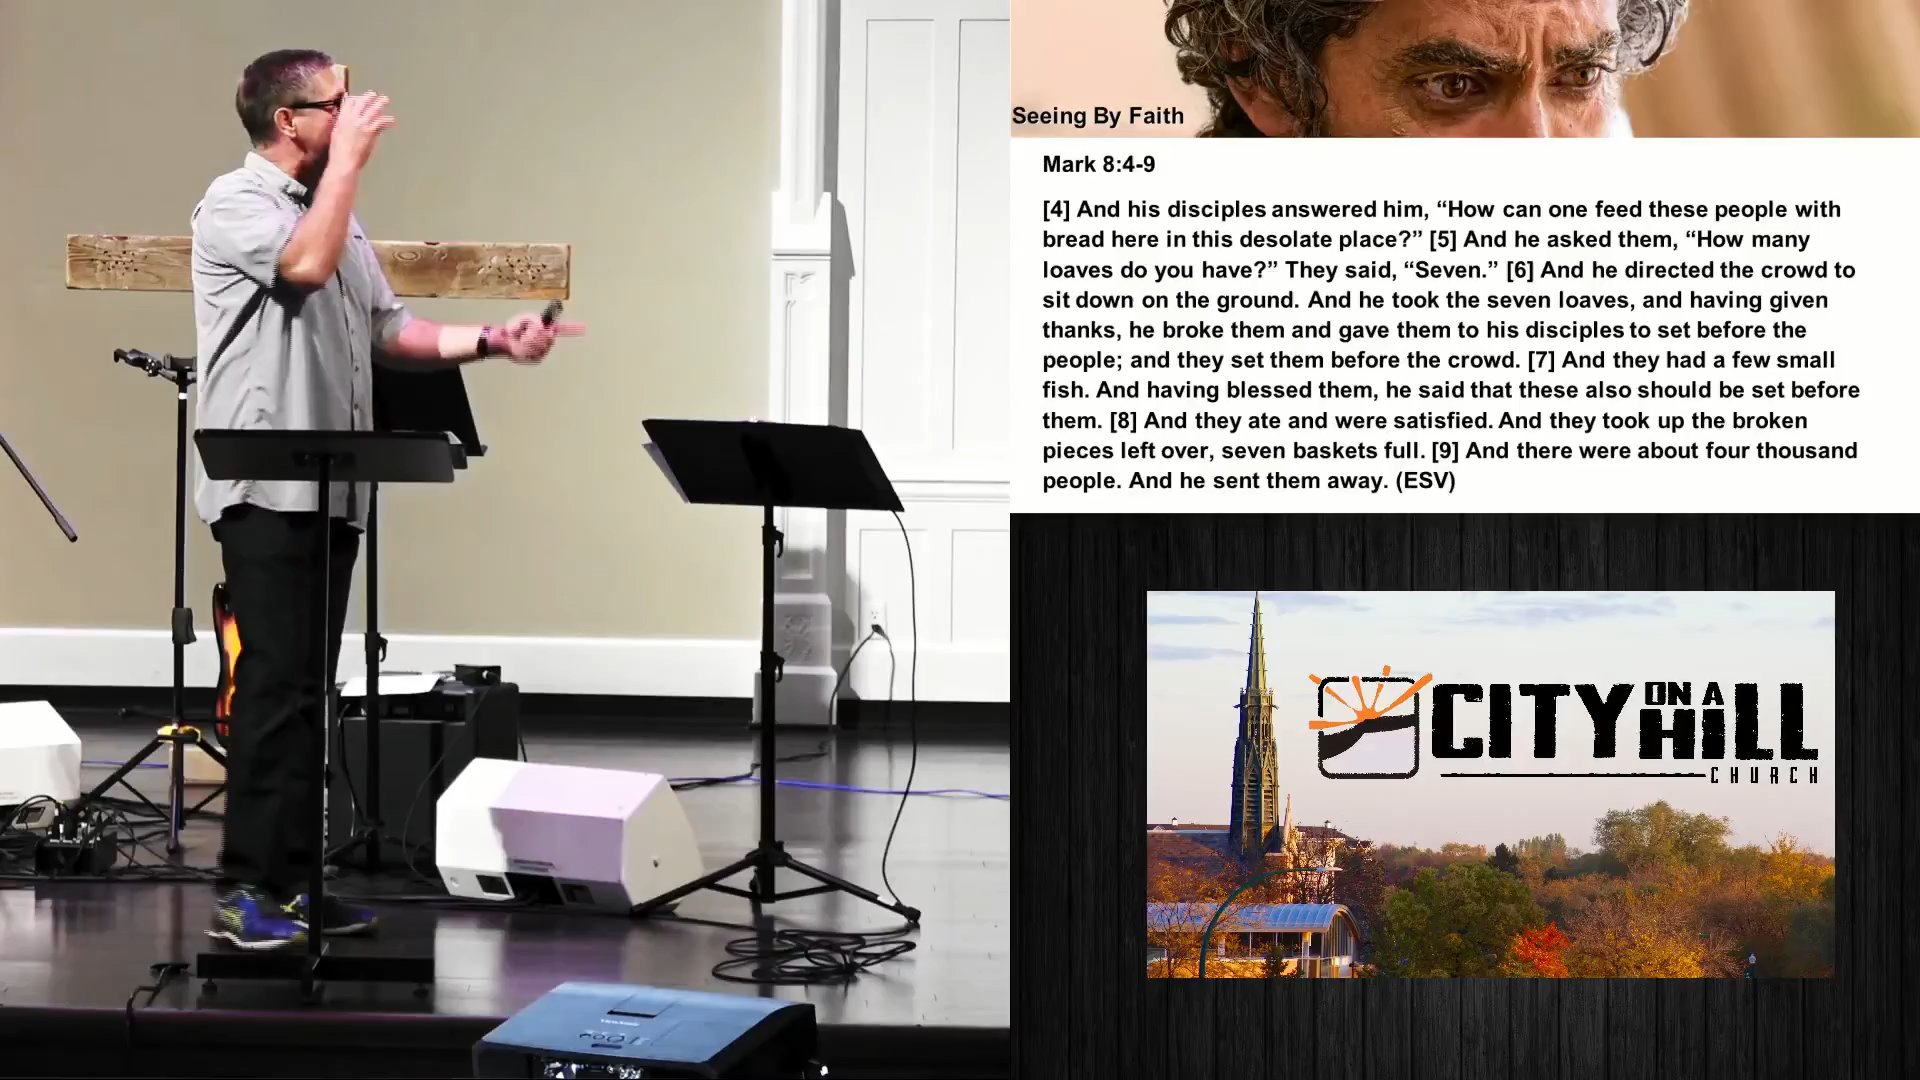 Seeing By Faith
Mark 8:4-9
[4] And his disciples answered him, “How can one feed these people with
bread here in this desolate place?” [5] And he asked them, “How many
loaves do you have?” They said, “Seven.” [6] And he directed the crowd to
sit down on the ground. And he took the seven loaves, and having given
thanks, he broke them and gave them to his disciples to set before the
people; and they set them before the crowd. [7] And they had a few small
fish. And having blessed them, he said that these also should be set before
them. [8] And they ate and were satisfied. And they took up the broken
pieces left over, seven baskets full. [9] And there were about four thousand
people. And he sent them away. (ESV)
CITY ON A HILL
CHURCH
ViewSonic